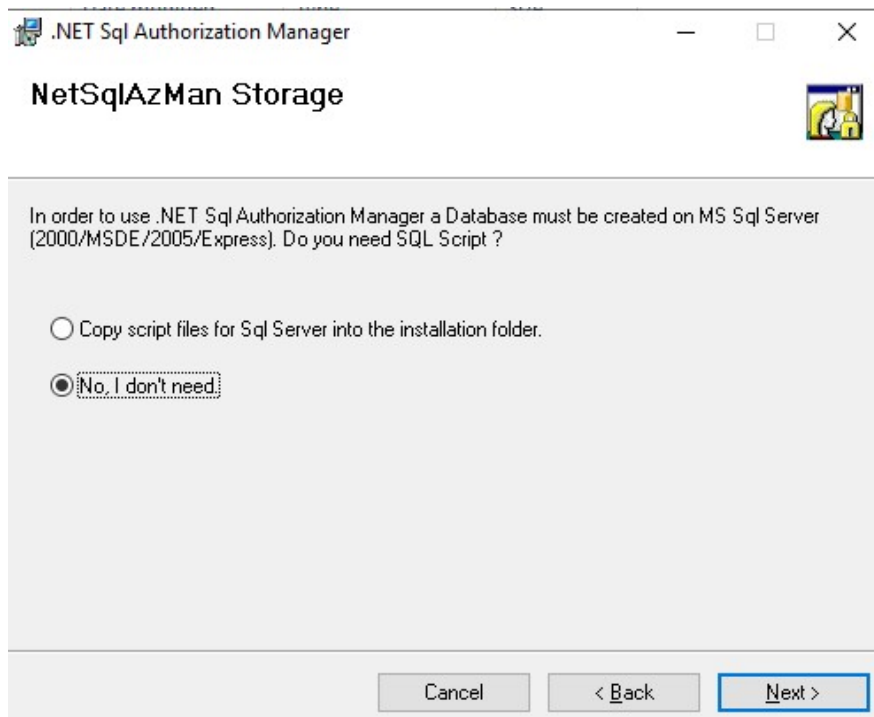 .NET Sql Authorization Manager
NetSqlAzMan Storage
In order to use .NET Sql Authorization Manager a Database must be created on MS Sql Server
(2000/MSDE/2005/Express). Do you need SQL Script ?
Copy script files for Sql Server into the installation folder.
No, I don't need.
Cancel
< Back
Next >